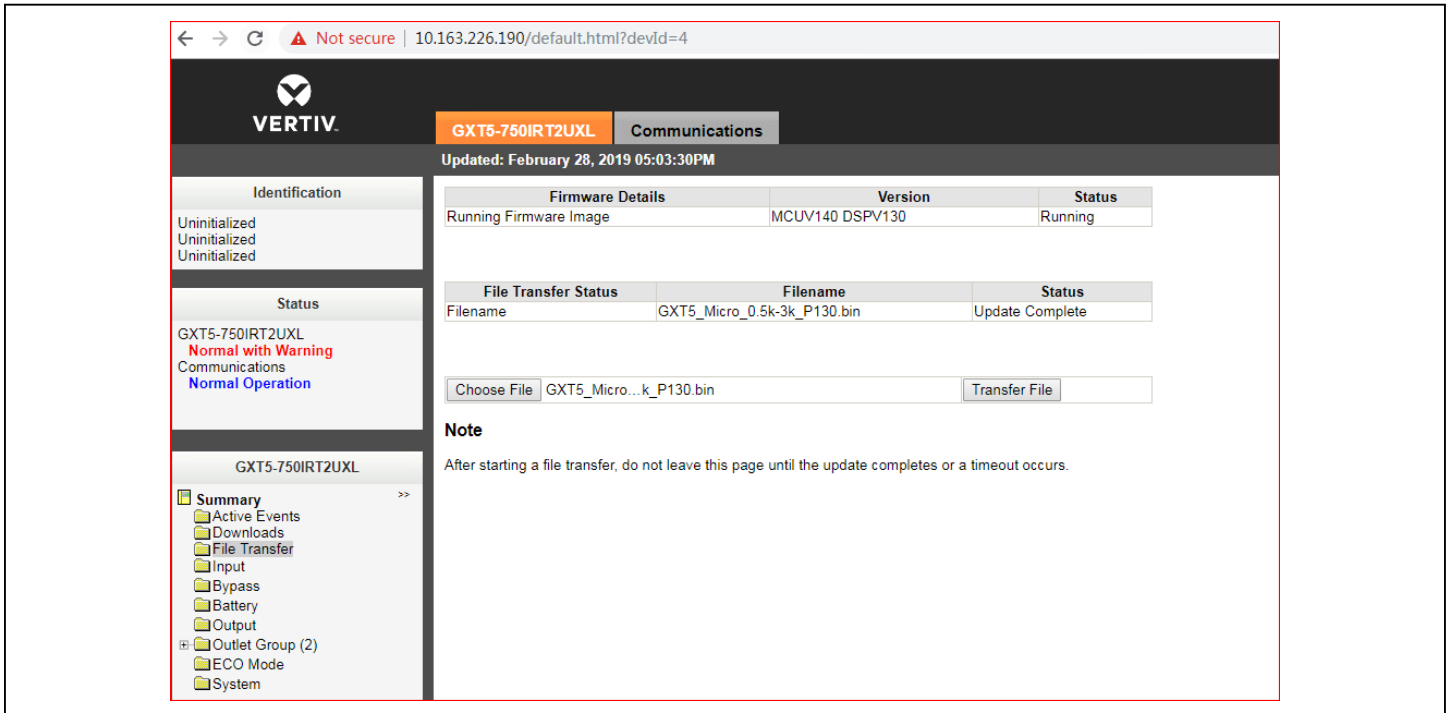 Not secure | 10.163.226.190/default.html?devId=4
VERTIV.
GXT5-750IRT2UXL Communications
Updated: February 28, 2019 05:03:30PM
Identification
Uninitialized
Uninitialized
Uninitialized
Status
GXT5-750IRT2UXL
Normal with Warning
Communications
Normal Operation
GXT5-750IRT2UXL
Summary >>
Active Events
Downloads
File Transfer
Input
Bypass
Battery
Output
Outlet Group (2)
ECO Mode
System
Firmware Details Version Status
Running Firmware Image MCUV140 DSPV130 Running
File Transfer Status Filename Status
Filename GXT5_Micro_0.5k-3k_P130.bin Update Complete
Choose File GXT5_Micro...k_P130.bin Transfer File
Note
After starting a file transfer, do not leave this page until the update completes or a timeout occurs.